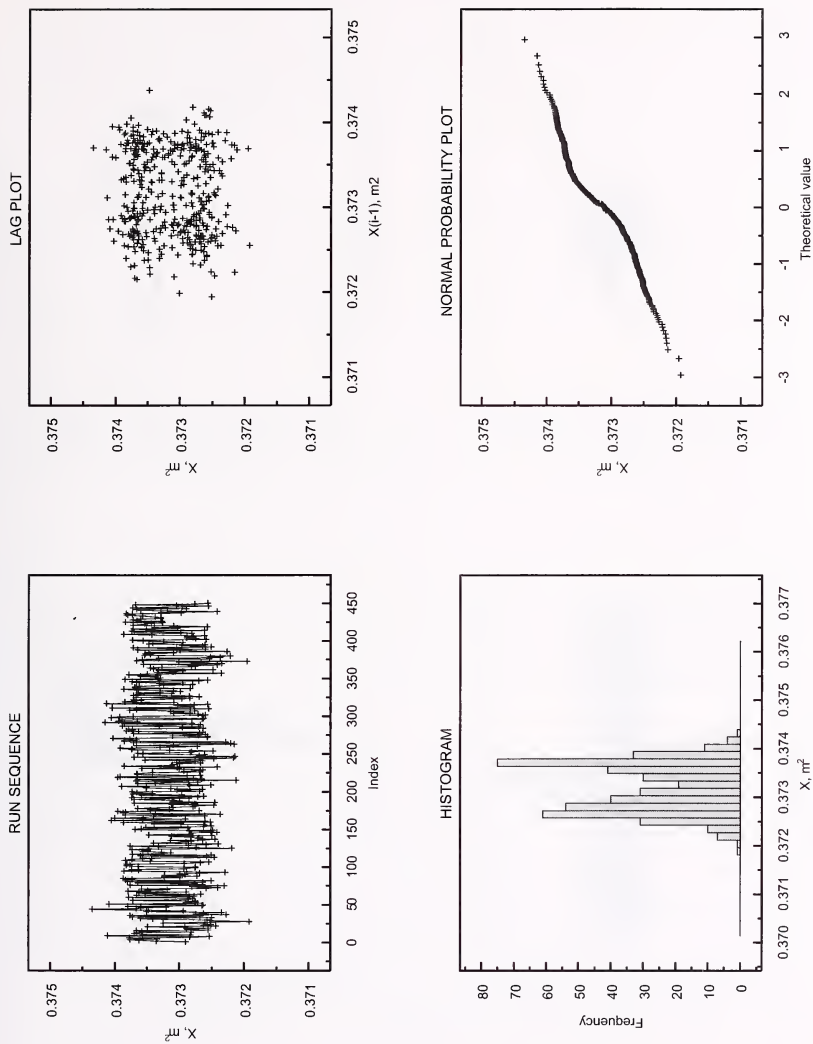 RUN SEQUENCE
X, m²
0.375
0.374
0.373
0.372
0.371
0 50 100 150 200 250 300 350 400 450
Index
LAG PLOT
X, m²
0.375
0.374
0.373
0.372
0.371
0.371 0.372 0.373 0.374 0.375
X(i-1), m2
HISTOGRAM
Frequency
80
70
60
50
40
30
20
10
0
0.370 0.371 0.372 0.373 0.374 0.375 0.376 0.377
X, m²
NORMAL PROBABILITY PLOT
X, m²
0.375
0.374
0.373
0.372
0.371
-3 -2 -1 0 1 2 3
Theoretical value